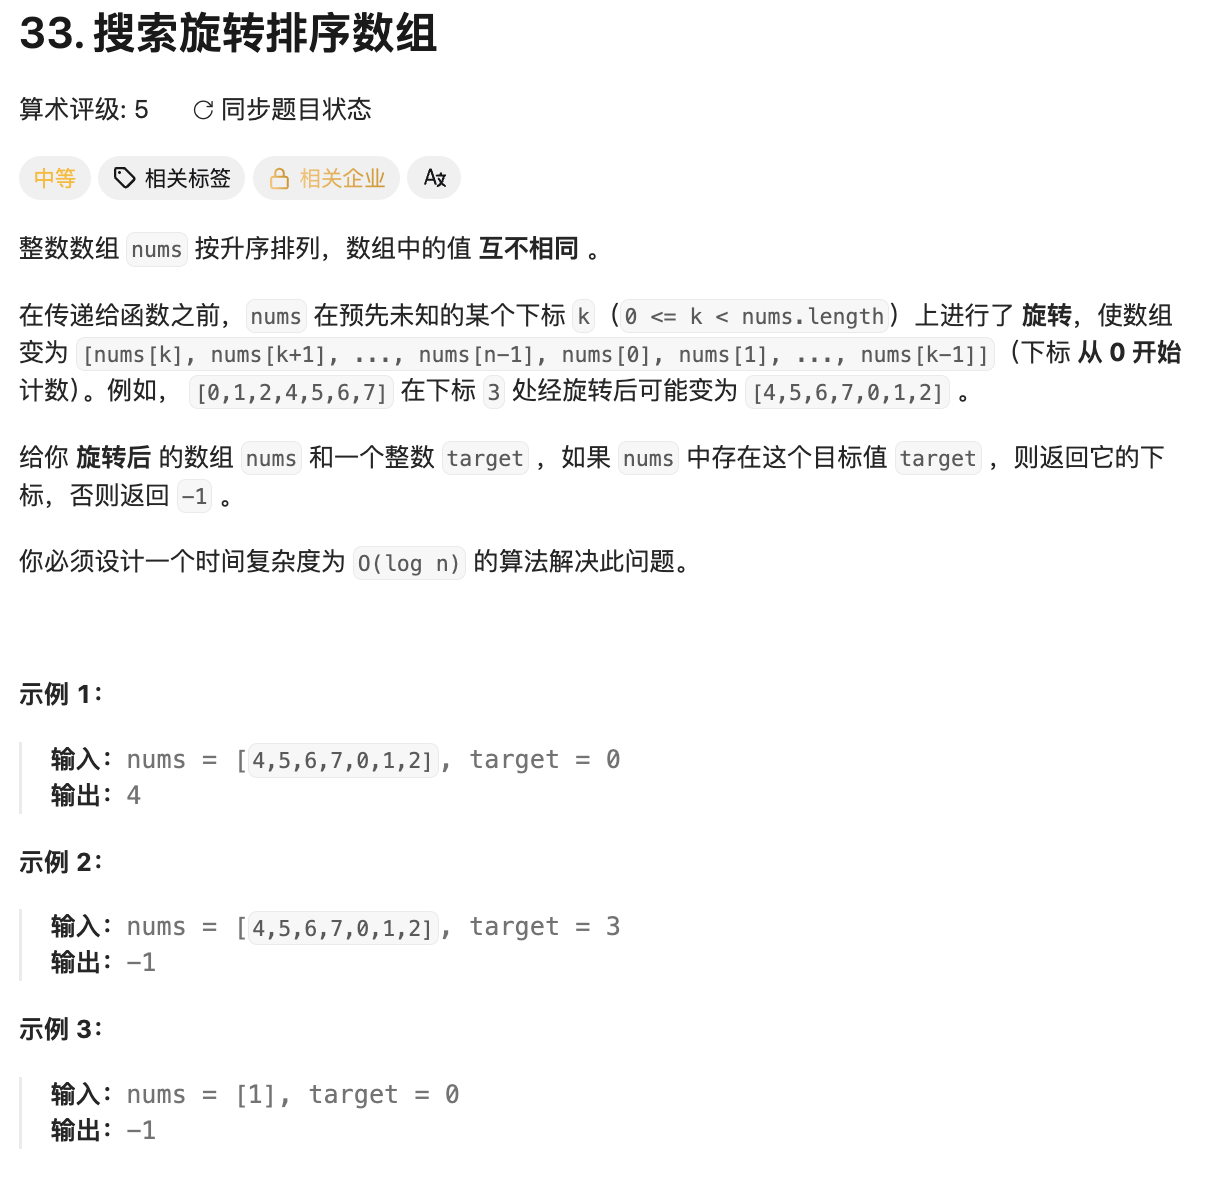 33. 搜索旋转排序数组
算术评级: 5 同步题目状态
中等 相关标签 相关企业 A文
整数数组 nums 按升序排列，数组中的值 互不相同 。
在传递给函数之前，nums 在预先未知的某个下标 k（0 <= k < nums.length）上进行了 旋转，使数组
变为 [nums[k], nums[k+1], ..., nums[n-1], nums[0], nums[1], ..., nums[k-1]]（下标 从 0 开始
计数）。例如， [0,1,2,4,5,6,7] 在下标 3 处经旋转后可能变为 [4,5,6,7,0,1,2] 。
给你 旋转后 的数组 nums 和一个整数 target ，如果 nums 中存在这个目标值 target ，则返回它的下
标，否则返回 -1 。
你必须设计一个时间复杂度为 O(log n) 的算法解决此问题。
示例 1：
输入：nums = [4,5,6,7,0,1,2], target = 0
输出：4
示例 2：
输入：nums = [4,5,6,7,0,1,2], target = 3
输出：-1
示例 3：
输入：nums = [1], target = 0
输出：-1